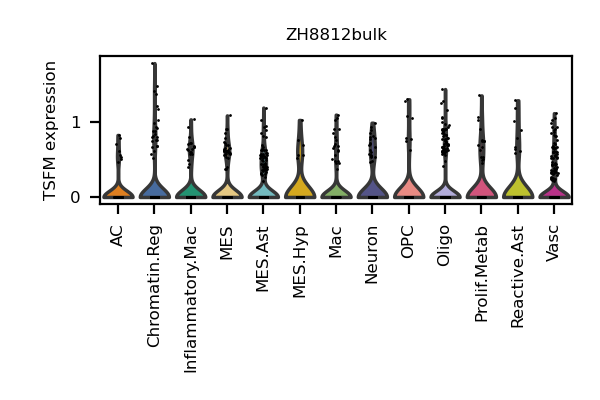 ZH8812bulk
TSFM expression
1
0
AC
Chromatin.Reg
Inflammatory.Mac
MES
MES.Ast
MES.Hyp
Mac
Neuron
OPC
Oligo
Prolif.Metab
Reactive.Ast
Vasc